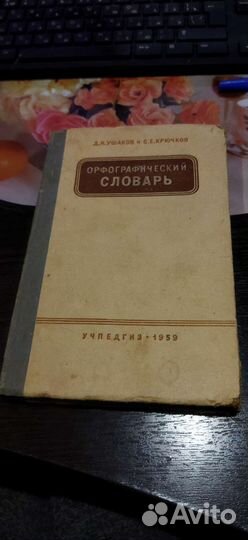 Д.Н.УШАКОВ и С.Е.КРЮЧКОВ
ОРФОГРАФИЧЕСКИЙ
СЛОВАРЬ
УЧПЕДГИЗ · 1959
Avito